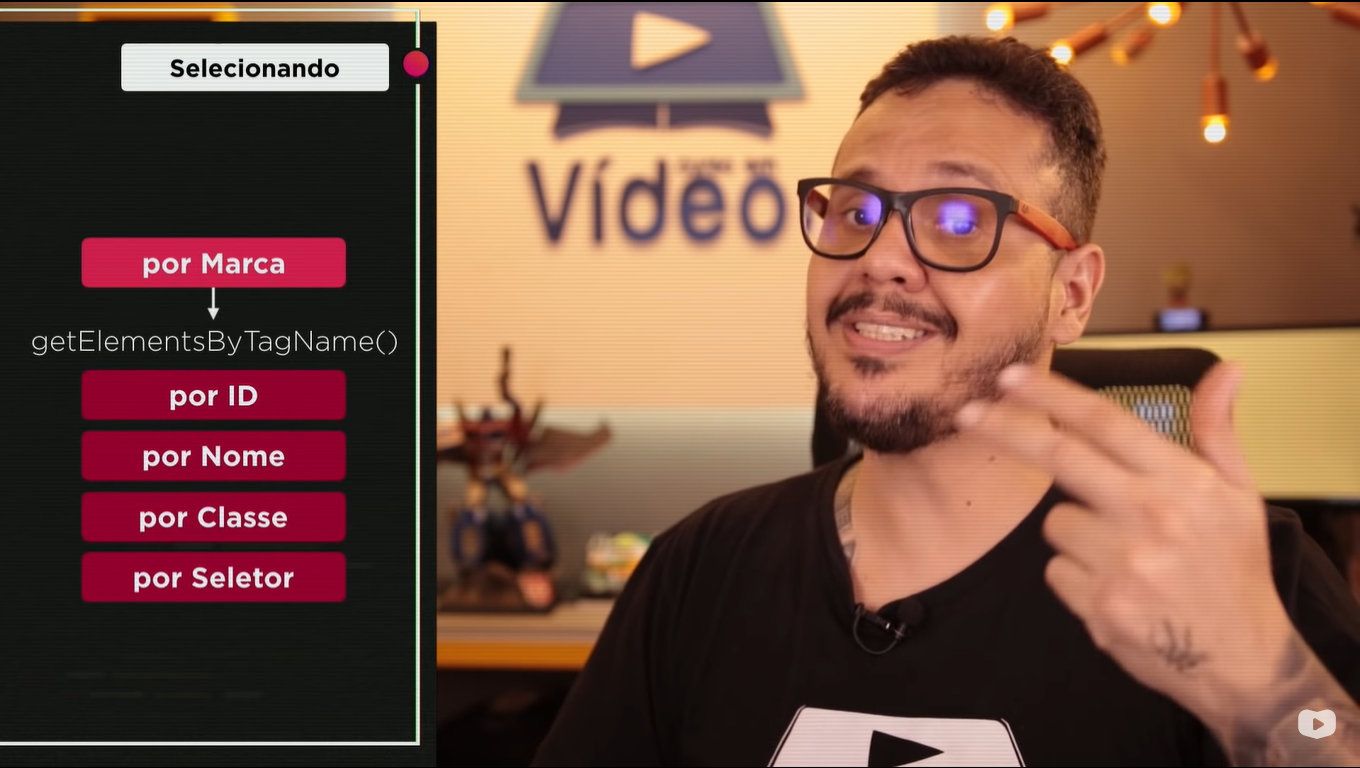 Selecionando
por Marca
getElementsByTagName()
por ID
por Nome
por Classe
por Seletor
Vídeo